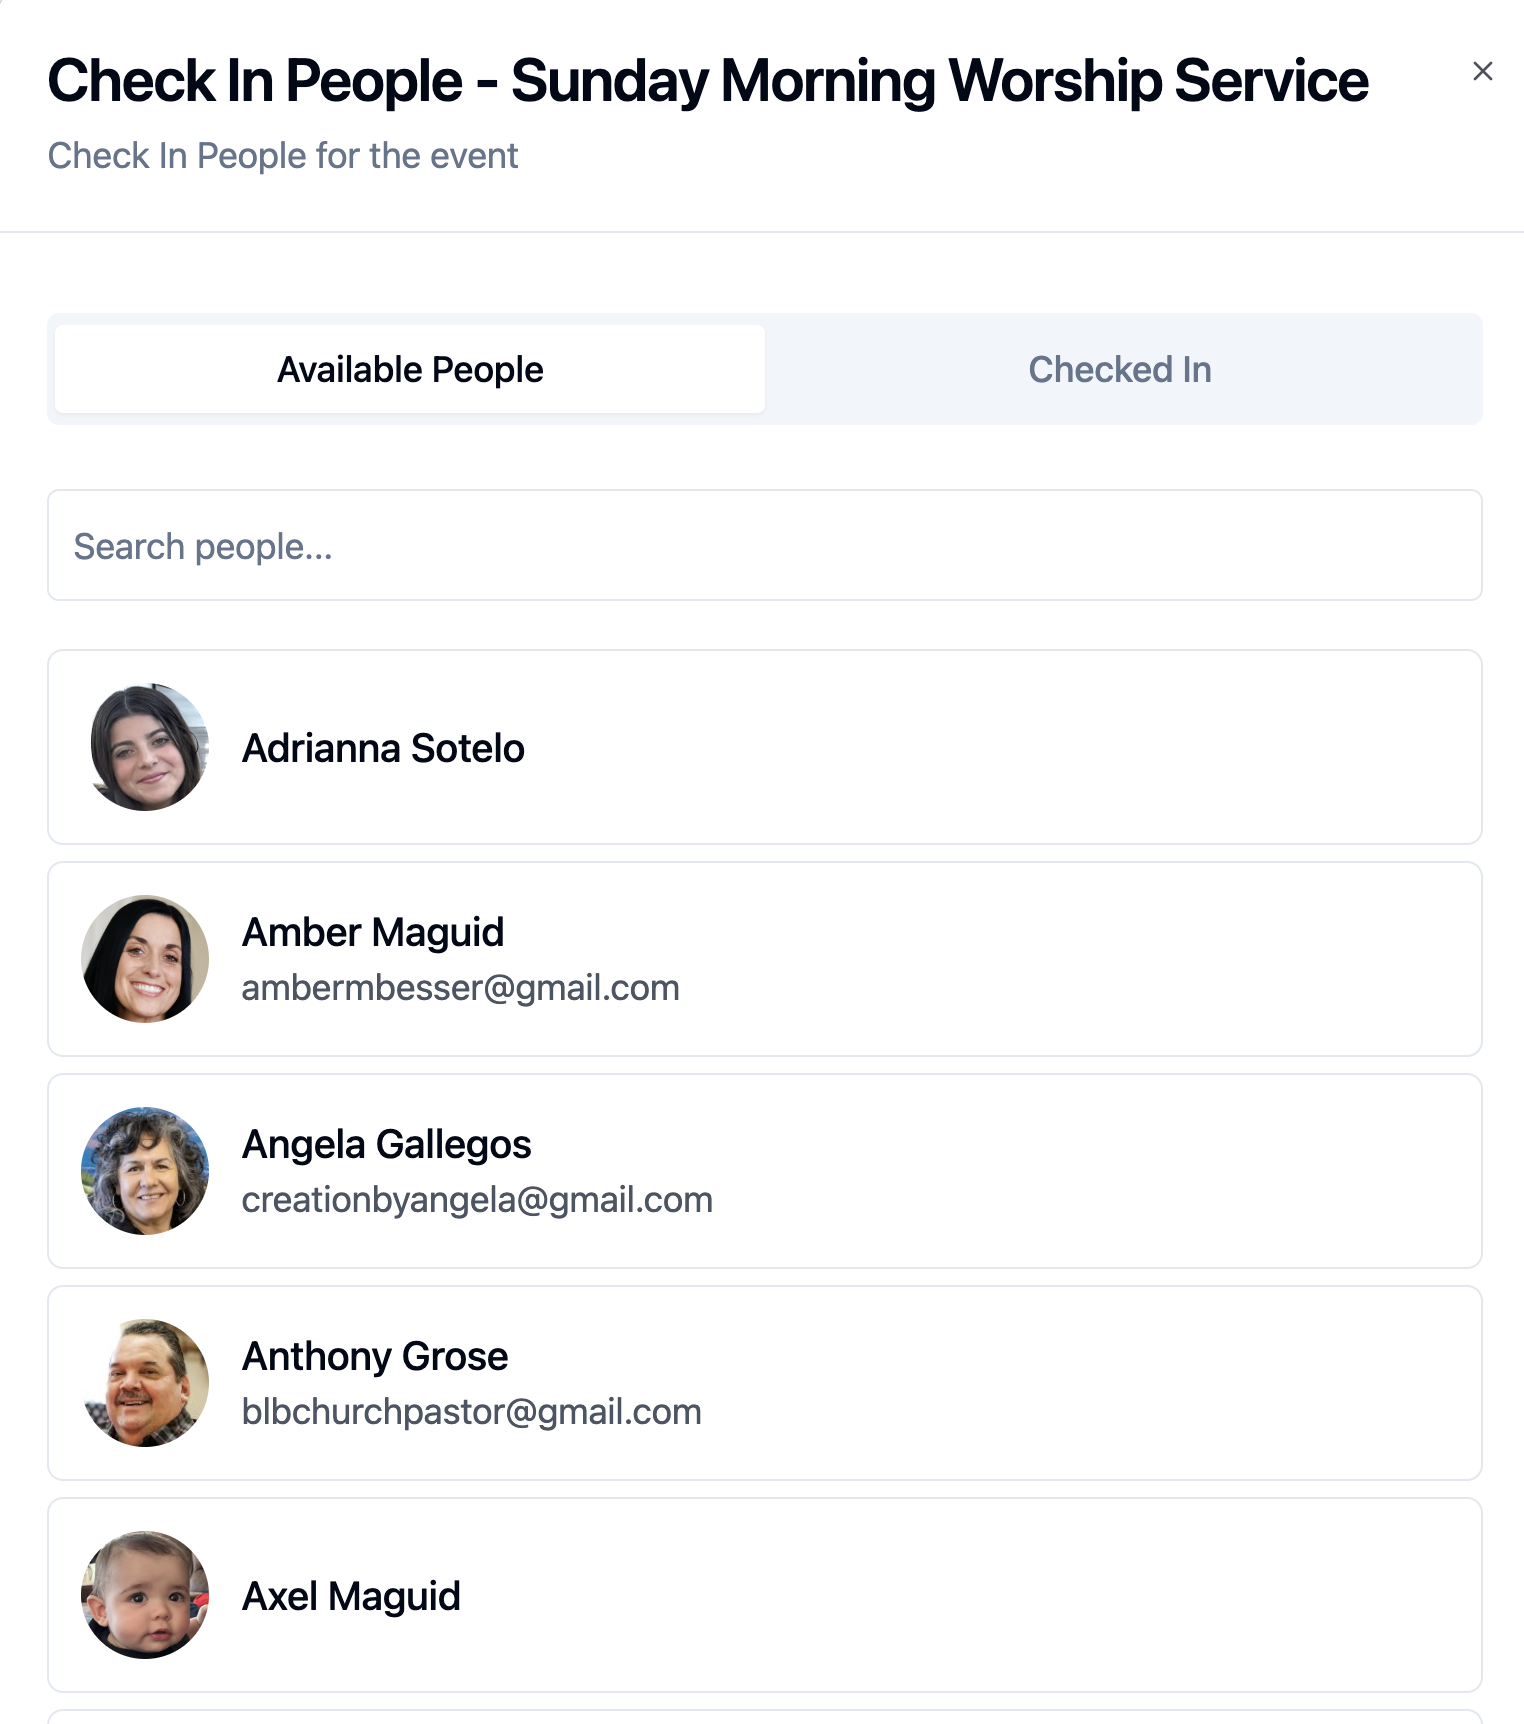 Check In People - Sunday Morning Worship Service
Check In People for the event
Available People
Checked In
Search people...
Adrianna Sotelo
Amber Maguid
ambermbesser@gmail.com
Angela Gallegos
creationbyangela@gmail.com
Anthony Grose
blbchurchpastor@gmail.com
Axel Maguid